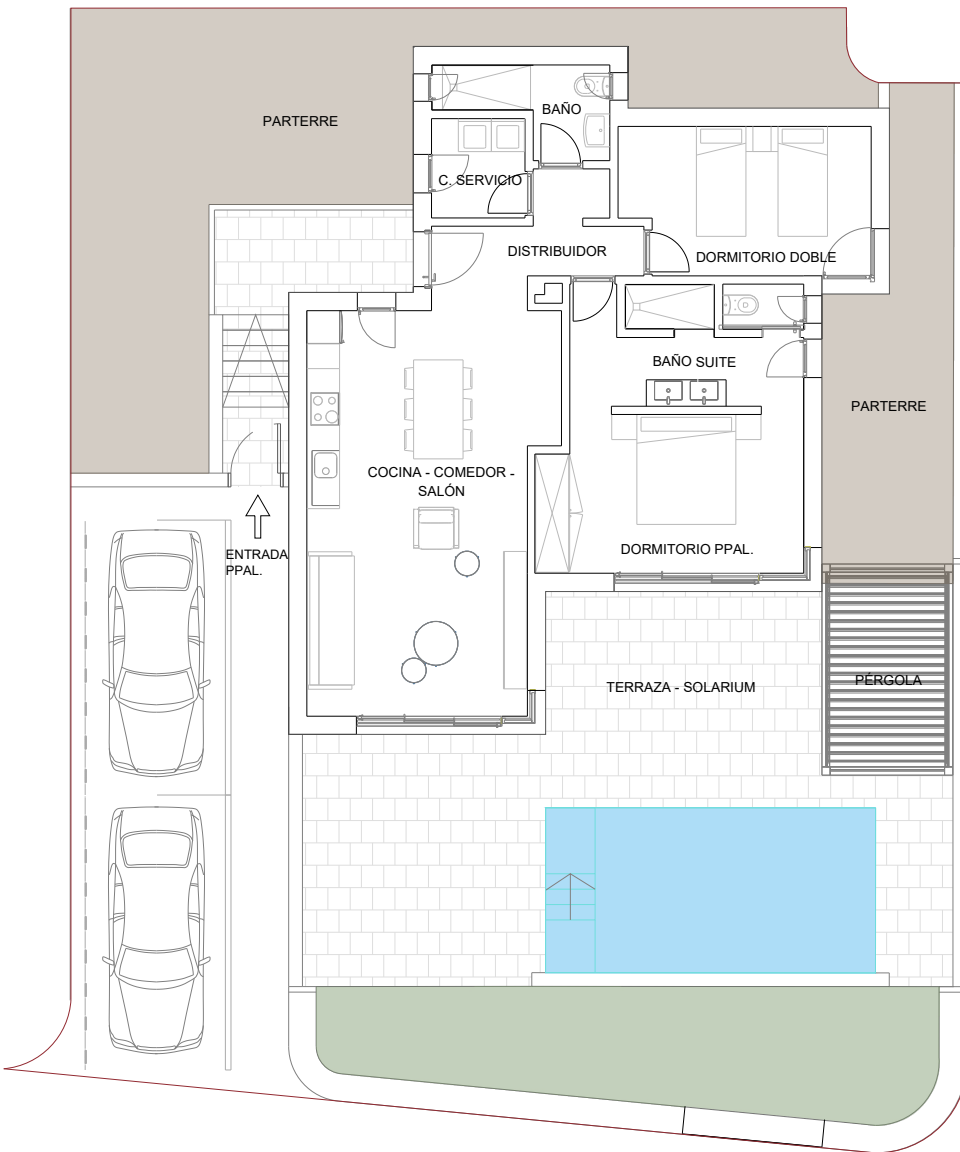 BAÑO
PARTERRE
C. SERVICIO
DISTRIBUIDOR
DORMITORIO DOBLE
BAÑO SUITE
PARTERRE
COCINA - COMEDOR -
SALÓN
DORMITORIO PPAL.
ENTRADA
PPAL.
TERRAZA - SOLARIUM
PÉRGOLA